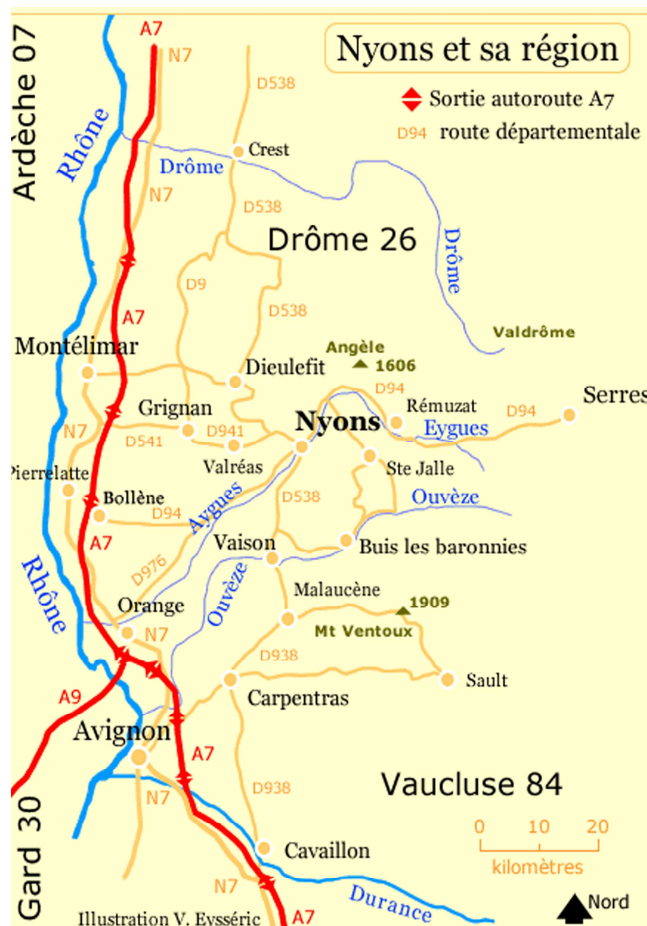 Nyons et sa région
Sortie autoroute A7
D94 route départementale
Ardèche 07
A7
N7
D538
Rhône
Crest
Drôme
N7
D538
Drôme 26
Drôme
D9
A7
D538
Valdrôme
Angèle
1606
Montélimar
Dieulefit
D94
Serres
Grignan
Rémuzat
D94
Nyons
Eygues
N7
D541
D941
Valréas
Ste Jalle
Pierrelatte
Bollène
Aygues
D538
Ouvèze
D94
A7
Vaison
Buis les baronnies
D976
Ouvèze
Malaucène
Rhône
Orange
1909
Mt Ventoux
N7
D938
Sault
A9
Carpentras
Avignon
A7
N7
D938
Vaucluse 84
0 10 20
kilomètres
Cavaillon
Gard 30
N7
Durance
Nord
Illustration V. Eysséric
A7